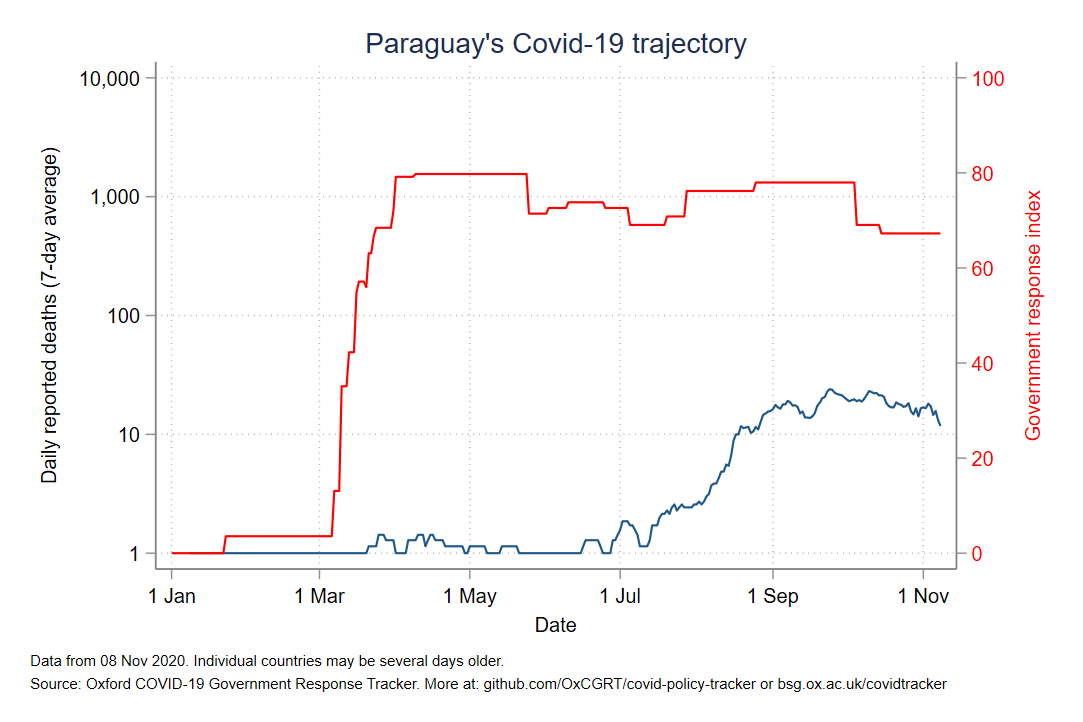 Paraguay's Covid-19 trajectory
10,000
1,000
100
10
1
Daily reported deaths (7-day average)
100
80
60
40
20
0
Government response index
1 Jan
1 Mar
1 May
1 Jul
1 Sep
1 Nov
Date
Data from 08 Nov 2020. Individual countries may be several days older.
Source: Oxford COVID-19 Government Response Tracker. More at: github.com/OxCGRT/covid-policy-tracker or bsg.ox.ac.uk/covidtracker